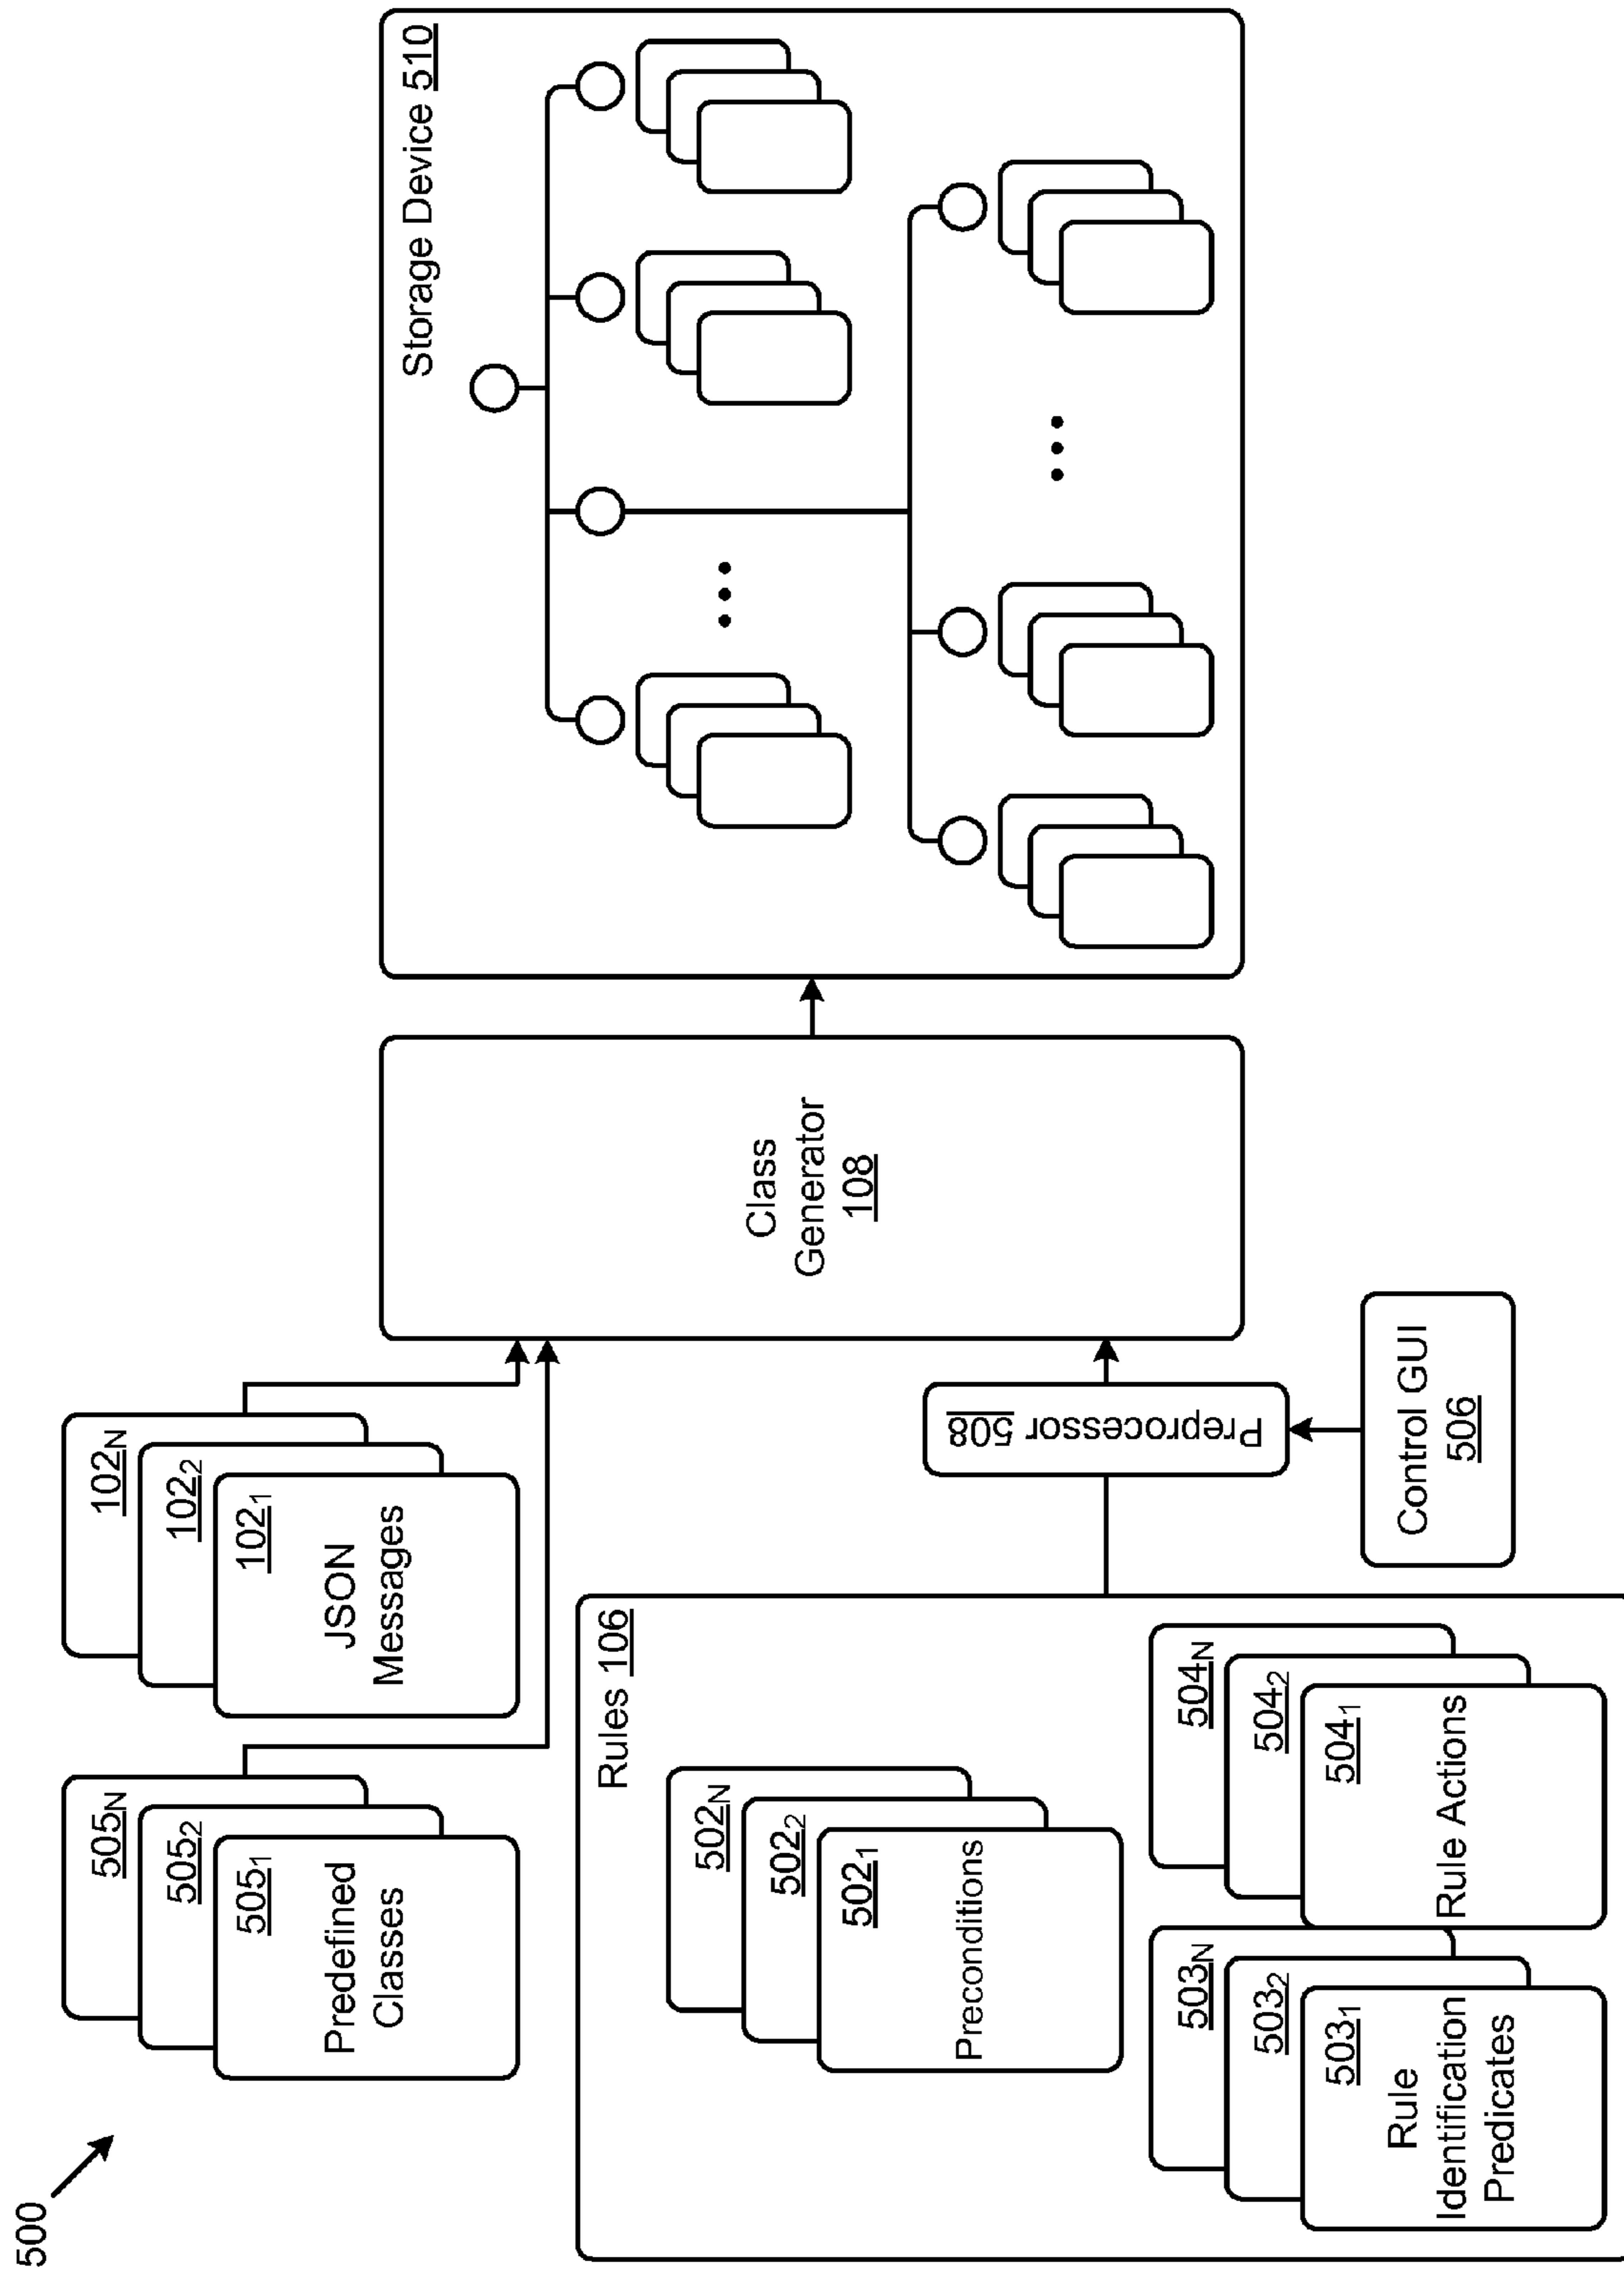 500
505N
5052
5051
Predefined
Classes
102N
1022
1021
JSON
Messages
Rules 106
502N
5022
5021
Preconditions
503N
5032
5031
Rule
Identification
Predicates
504N
5042
5041
Rule Actions
Preprocessor 508
Control GUI
506
Class
Generator
108
Storage Device 510